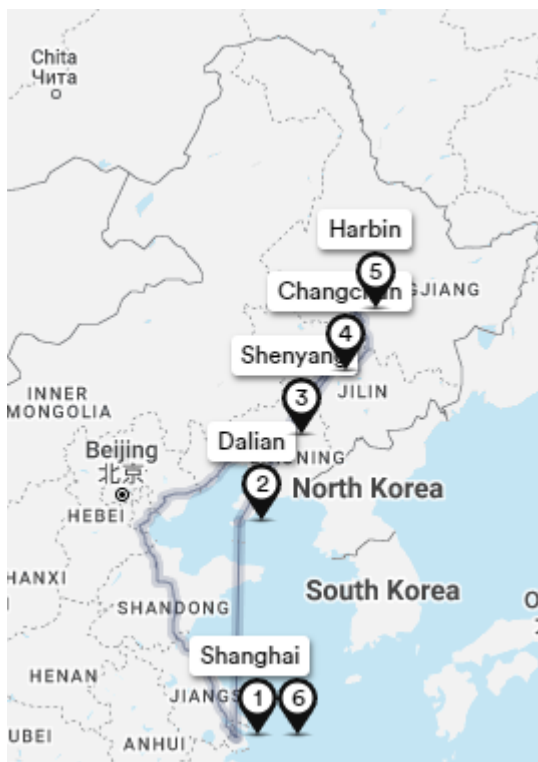 Chita
Чита
Harbin
5
GJIANG
Changchun
4
Shenyang
JILIN
INNER
MONGOLIA
3
Dalian
Beijing
北京
NING
2
North Korea
HEBEI
HANXI
South Korea
SHANDONG
Shanghai
HENAN
JIANGS
1
6
UBEI
ANHUI